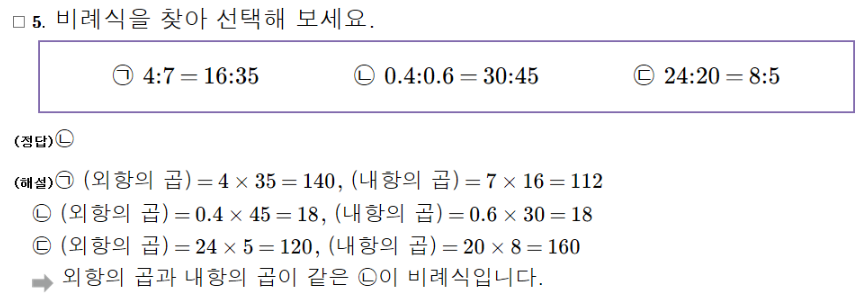 □ 5. 비례식을 찾아 선택해 보세요.
㉠ 4:7 = 16:35 ㉡ 0.4:0.6 = 30:45 ㉢ 24:20 = 8:5
(정답)㉡
(해설)㉠ (외항의 곱) = 4 × 35 = 140, (내항의 곱) = 7 × 16 = 112
㉡ (외항의 곱) = 0.4 × 45 = 18, (내항의 곱) = 0.6 × 30 = 18
㉢ (외항의 곱) = 24 × 5 = 120, (내항의 곱) = 20 × 8 = 160
➡ 외항의 곱과 내항의 곱이 같은 ㉡이 비례식입니다.